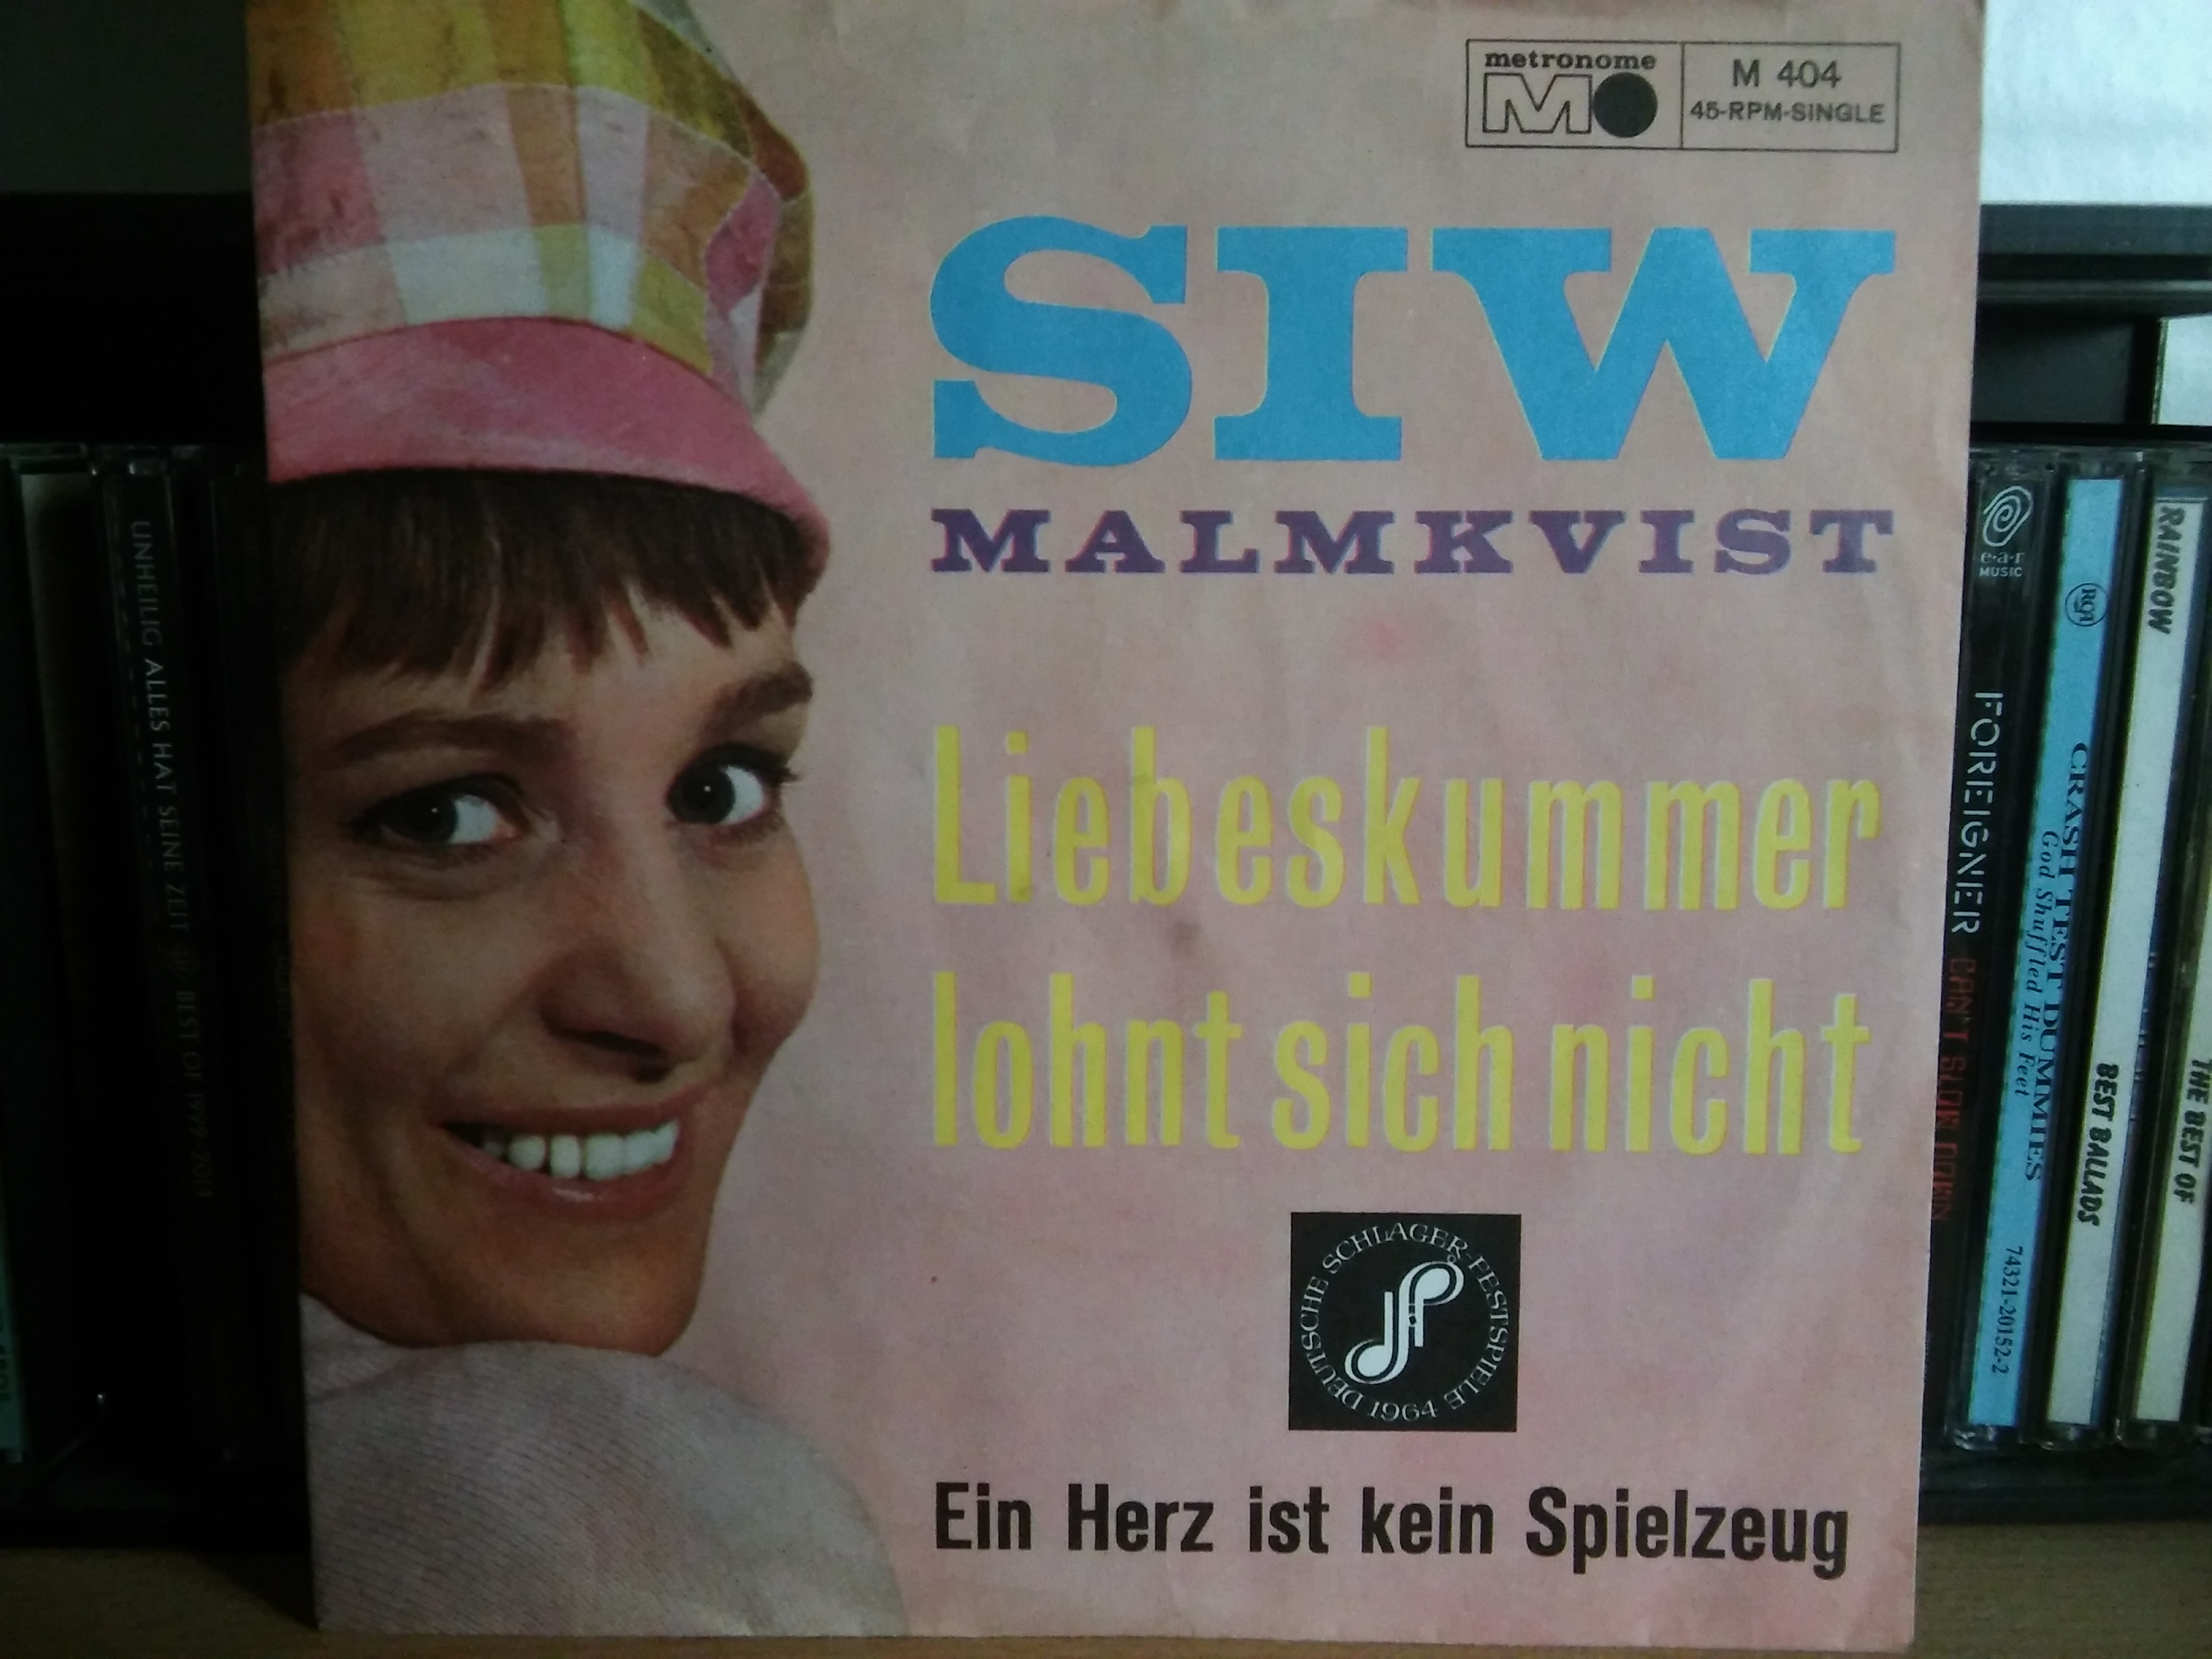 metronome
M 404
45-RPM-SINGLE
SIW
MALMKVIST
Liebeskummer
lohnt sich nicht
DEUTSCHE SCHLAGER-FESTSPIELE 1964
Ein Herz ist kein Spielzeug
UNHEILIG ALLES HAT SEINE ZEIT BEST OF 1999-2014
e·a·r
MUSIC
FOREIGNER CAN'T SLOW DOWN
RCA
CRASH TEST DUMMIES
God Shuffled His Feet
74321-20152-2
RAINBOW
BEST BALLADS
THE BEST OF